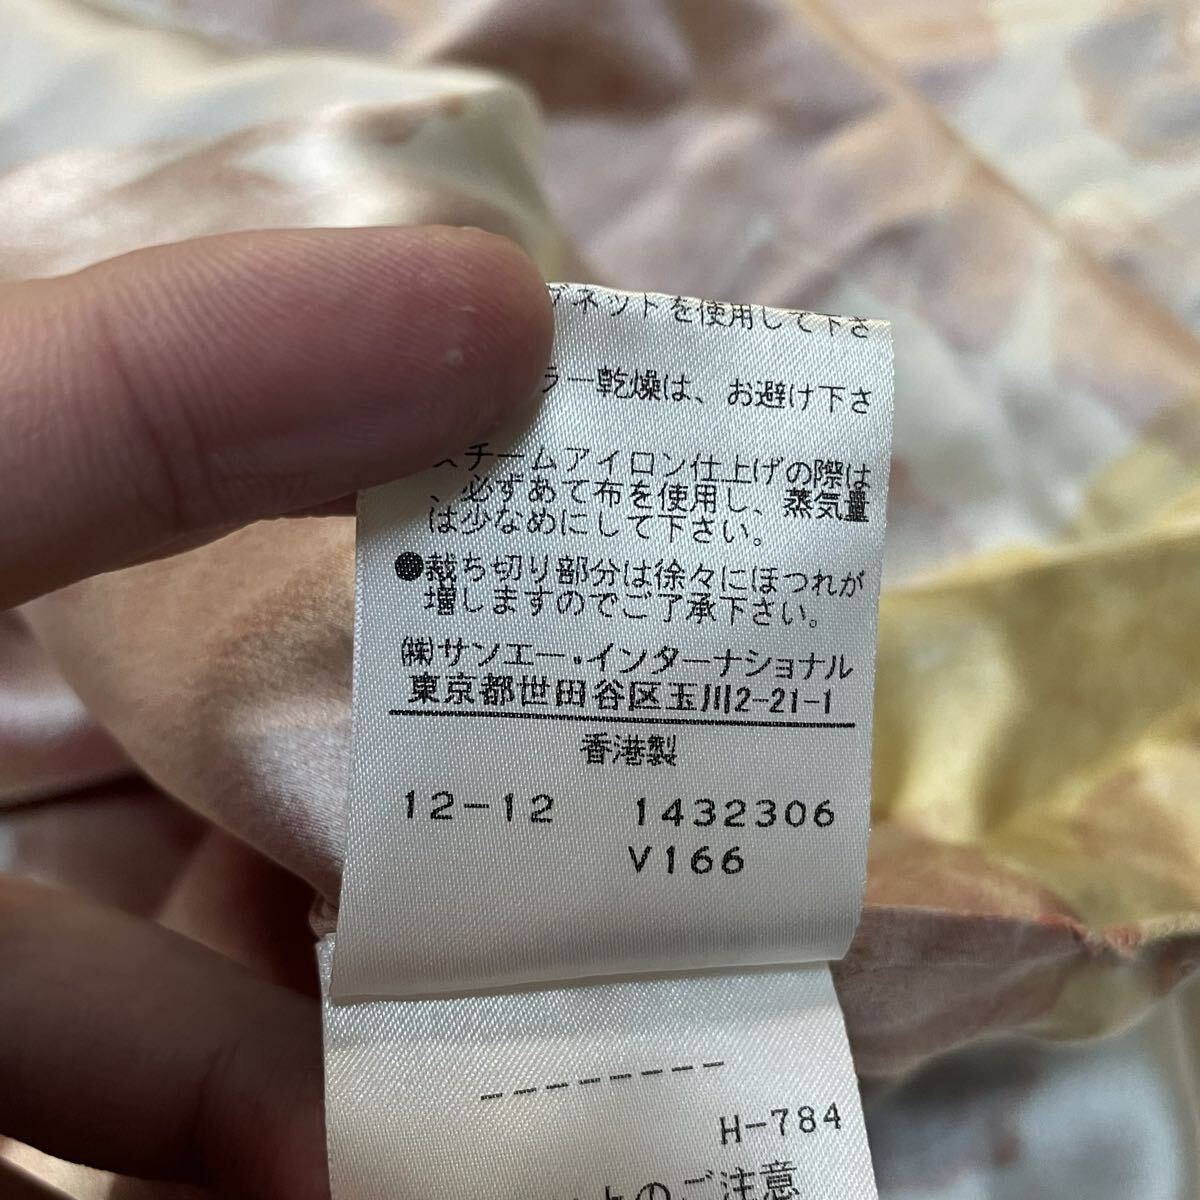 ネットを使用して下さ
ラー乾燥は、お避け下さ
スチームアイロン仕上げの際は
、必ずあて布を使用し、蒸気量
は少なめにして下さい。
●裁ち切り部分は徐々にほつれが
増しますのでご了承下さい。
㈱サンエー・インターナショナル
東京都世田谷区玉川2-21-1
香港製
12-12 1432306
V166
--------
H-784
のご注意